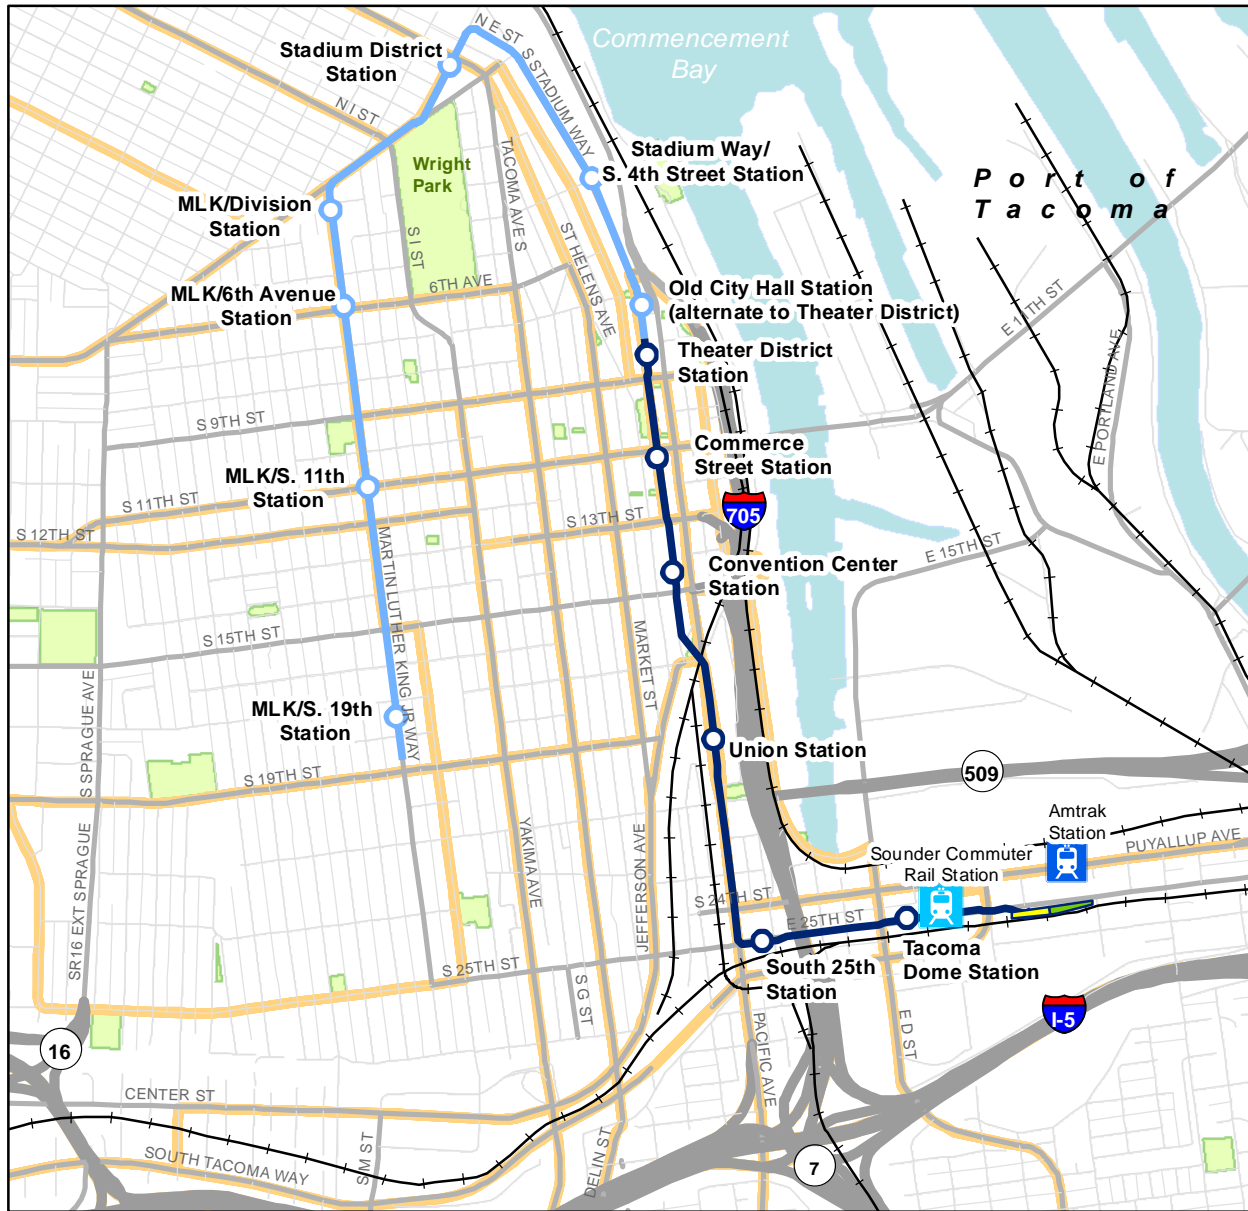 Commencement
Bay
Stadium District
Station
N E ST
S STADIUM WAY
N I ST
Wright
Park
TACOMA AVE S
Stadium Way/
S. 4th Street Station
Port of
Tacoma
MLK/Division
Station
S I ST
ST HELENS AVE
6TH AVE
MLK/6th Avenue
Station
Old City Hall Station
(alternate to Theater District)
E 11TH ST
Theater District
Station
E PORTLAND AVE
S 9TH ST
Commerce
Street Station
MLK/S. 11th
Station
S 11TH ST
705
S 12TH ST
S 13TH ST
MARTIN LUTHER KING JR WAY
E 15TH ST
Convention Center
Station
S 15TH ST
MARKET ST
S SPRAGUE AVE
MLK/S. 19th
Station
Union Station
S 19TH ST
509
Amtrak
Station
PUYALLUP AVE
SR16 EXT SPRAGUE
YAKIMA AVE
JEFFERSON AVE
Sounder Commuter
Rail Station
S 24TH ST
E 25TH ST
Tacoma
Dome Station
S 25TH ST
South 25th
Station
S G ST
I-5
16
PACIFIC AVE
E D ST
CENTER ST
S M ST
SOUTH TACOMA WAY
DELIN ST
7